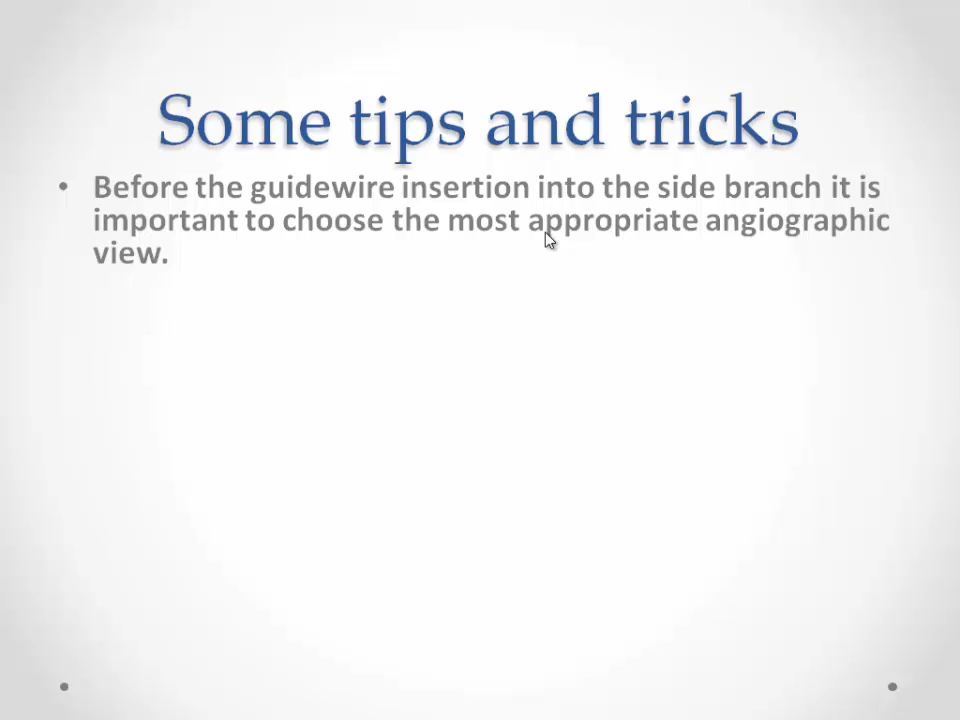 Some tips and tricks
• Before the guidewire insertion into the side branch it is
important to choose the most appropriate angiographic
view.